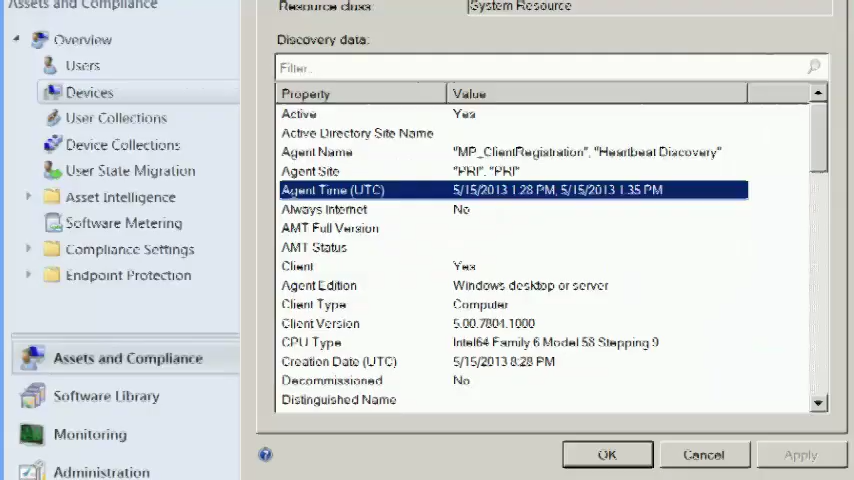 Assets and Compliance
Overview
Users
Devices
User Collections
Device Collections
User State Migration
Asset Intelligence
Software Metering
Compliance Settings
Endpoint Protection
Assets and Compliance
Software Library
Monitoring
Administration
Resource class: System Resource
Discovery data:
Filter...
Property Value
Active Yes
Active Directory Site Name
Agent Name "MP_ClientRegistration", "Heartbeat Discovery"
Agent Site "PRI", "PRI"
Agent Time (UTC) 5/15/2013 1:28 PM, 5/15/2013 1:35 PM
Always Internet No
AMT Full Version
AMT Status
Client Yes
Agent Edition Windows desktop or server
Client Type Computer
Client Version 5.00.7804.1000
CPU Type Intel64 Family 6 Model 58 Stepping 9
Creation Date (UTC) 5/15/2013 8:28 PM
Decommissioned No
Distinguished Name
OK Cancel Apply